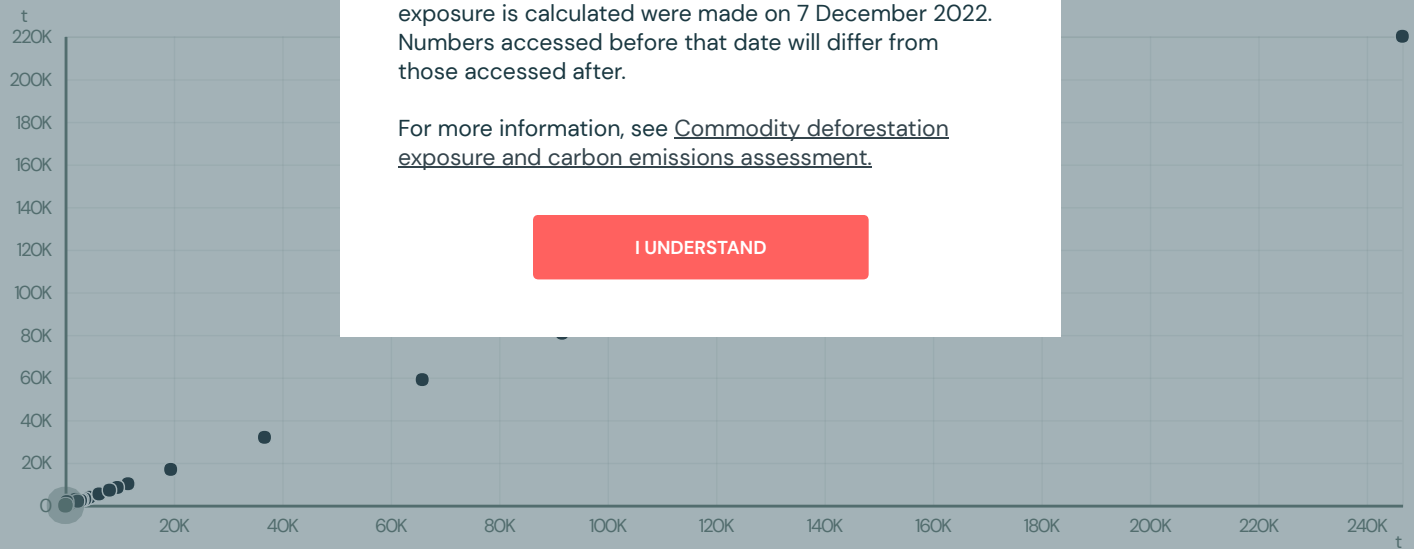 t
220K
200K
180K
160K
140K
120K
100K
80K
60K
40K
20K
0
exposure is calculated were made on 7 December 2022.
Numbers accessed before that date will differ from
those accessed after.
For more information, see Commodity deforestation
exposure and carbon emissions assessment.
I UNDERSTAND
20K 40K 60K 80K 100K 120K 140K 160K 180K 200K 220K 240K
t